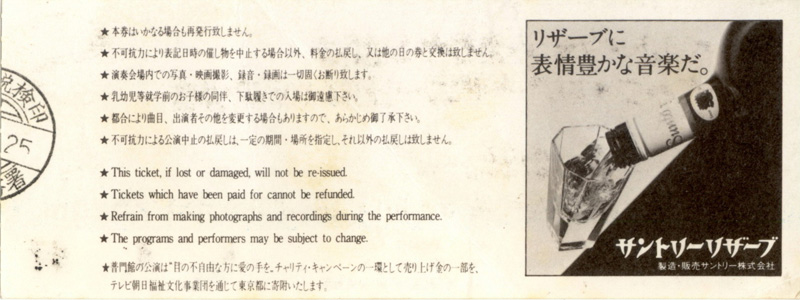 ★本券はいかなる場合も再発行致しません。
★不可抗力により表記日時の催し物を中止する場合以外、料金の払戻し、又は他の日の券と交換は致しません。
★演奏会場内での写真・映画撮影、録音・録画は一切固くお断り致します。
★乳幼児等就学前のお子様の同伴、下駄履きでの入場は御遠慮下さい。
★都合により曲目、出演者その他を変更する場合もありますので、あらかじめ御了承下さい。
★不可抗力による公演中止の払戻しは、一定の期間・場所を指定し、それ以外の払戻しは致しません。
★This ticket, if lost or damaged, will not be re-issued.
★Tickets which have been paid for cannot be refunded.
★Refrain from making photographs and recordings during the performance.
★The programs and performers may be subject to change.
★普門館の公演は"目の不自由な方に愛の手を、チャリティ・キャンペーンの一環として売り上げ金の一部を、
テレビ朝日福祉文化事業団を通じて東京都に寄附いたします。
税検印
25
署
リザーブに
表情豊かな音楽だ。
サントリーリザーブ
製造・販売サントリー株式会社